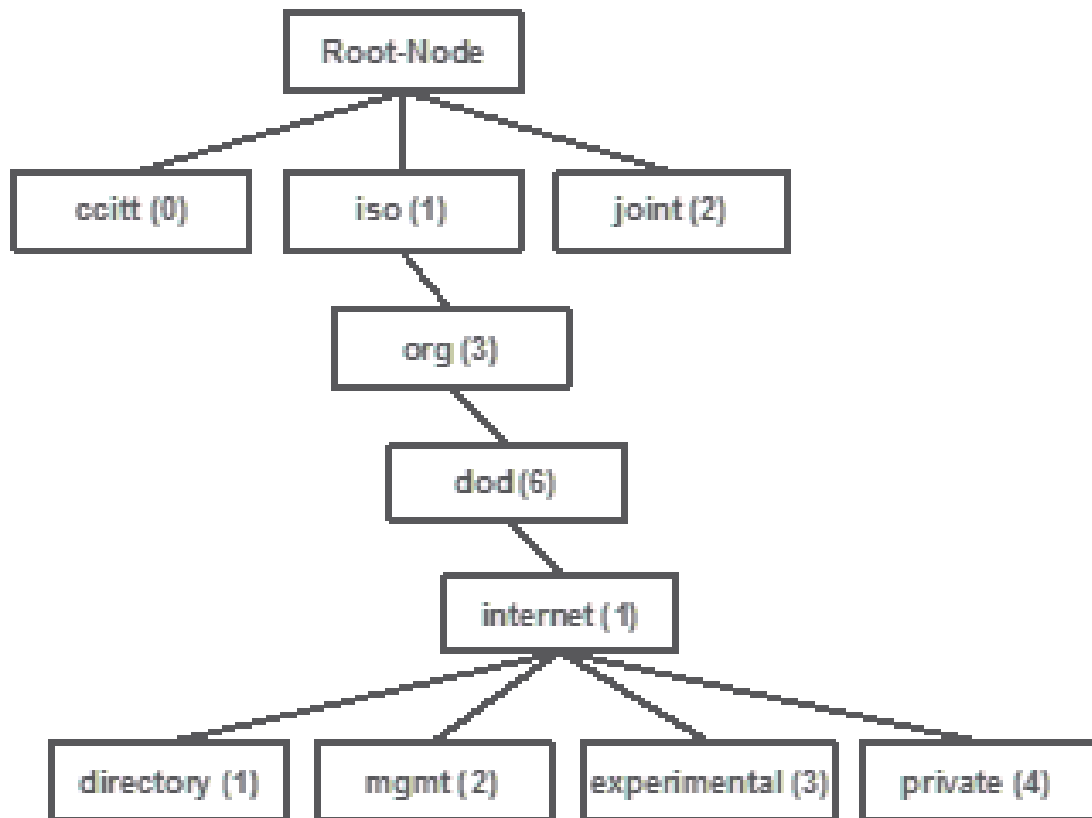 Root-Node
ccitt (0)
iso (1)
joint (2)
org (3)
dod (6)
internet (1)
directory (1)
mgmt (2)
experimental (3)
private (4)